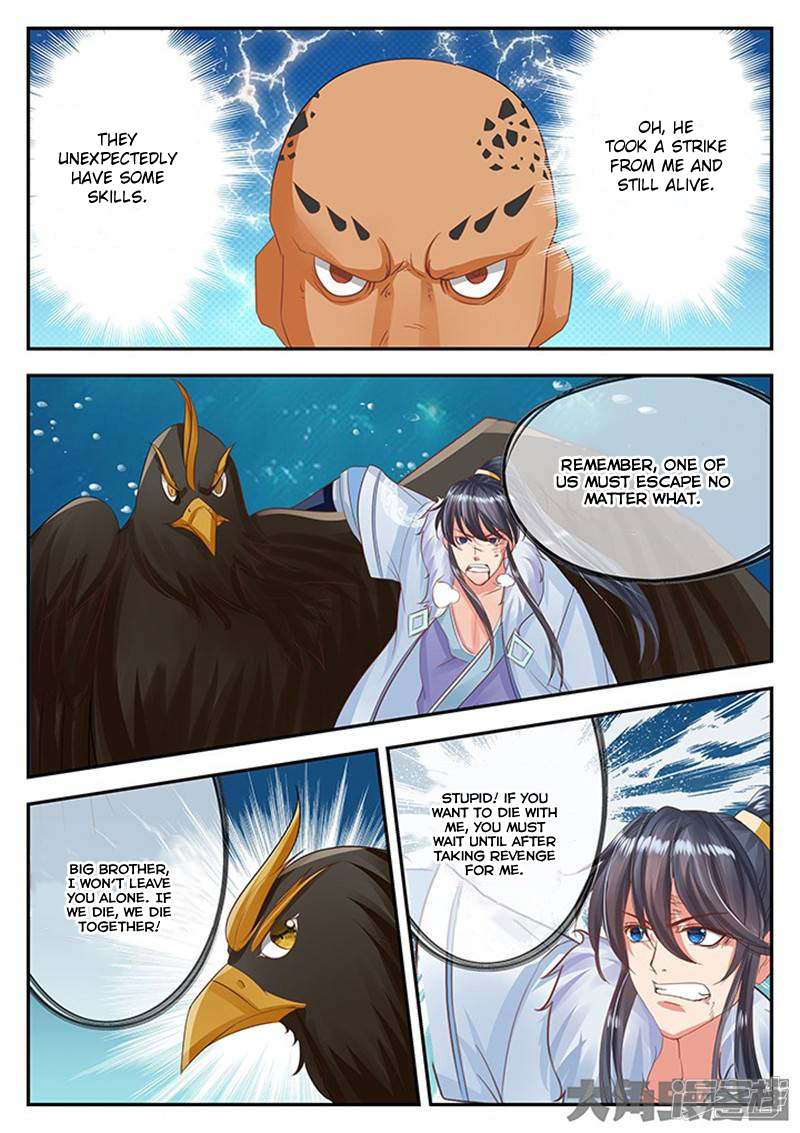 THEY
UNEXPECTEDLY
HAVE SOME
SKILLS.
OH, HE
TOOK A STRIKE
FROM ME AND
STILL ALIVE.
REMEMBER, ONE OF
US MUST ESCAPE NO
MATTER WHAT.
BIG BROTHER,
I WON'T LEAVE
YOU ALONE. IF
WE DIE, WE DIE
TOGETHER!
STUPID! IF YOU
WANT TO DIE WITH
ME, YOU MUST
WAIT UNTIL AFTER
TAKING REVENGE
FOR ME.